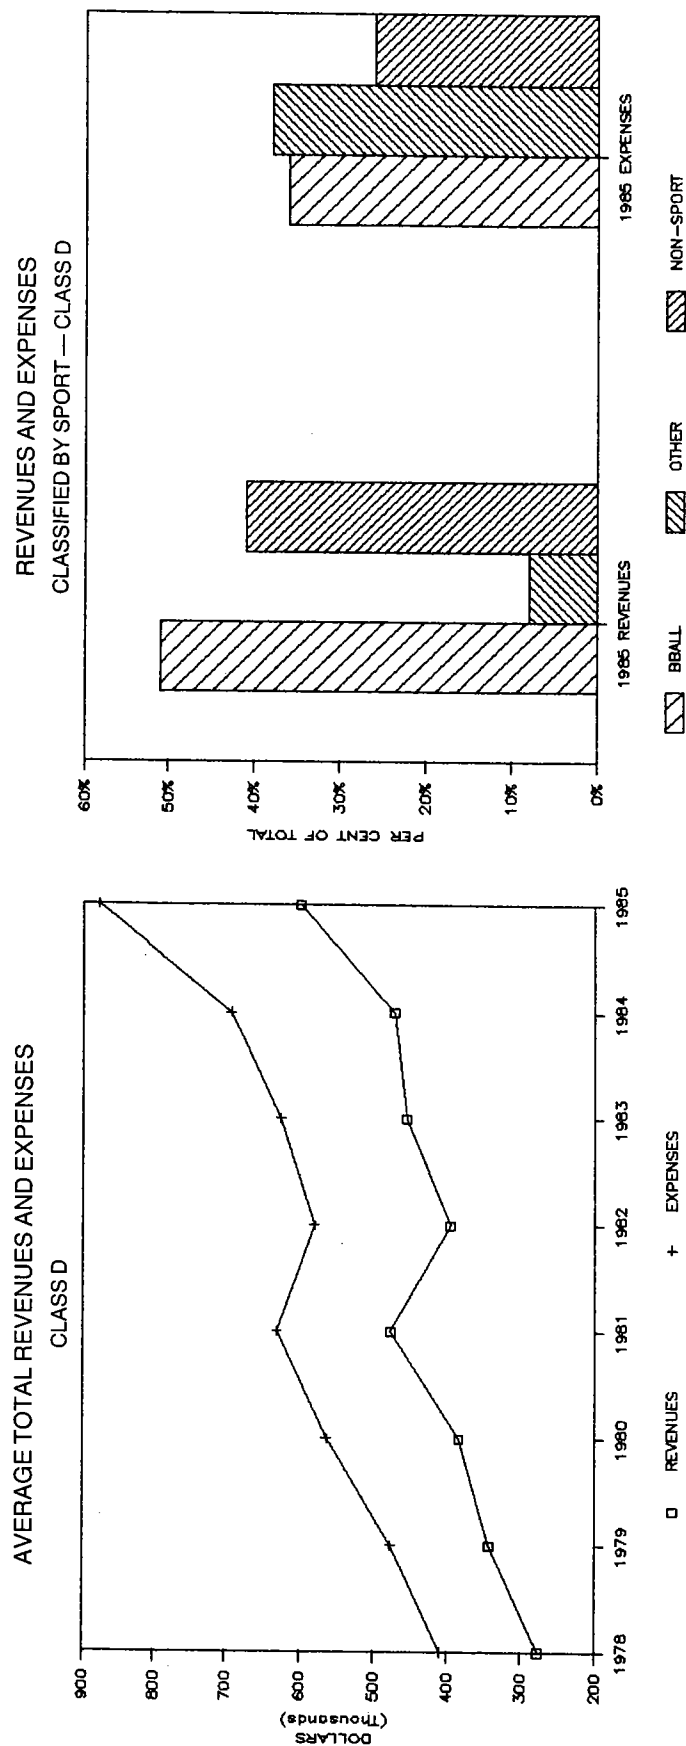 AVERAGE TOTAL REVENUES AND EXPENSES
CLASS D
DOLLARS
(Thousands)
900
800
700
600
500
400
300
200
1978 1979 1980 1981 1982 1983 1984 1985
REVENUES EXPENSES
REVENUES AND EXPENSES
CLASSIFIED BY SPORT — CLASS D
PER CENT OF TOTAL
60%
50%
40%
30%
20%
10%
0%
1985 REVENUES 1985 EXPENSES
BBALL OTHER NON-SPORT